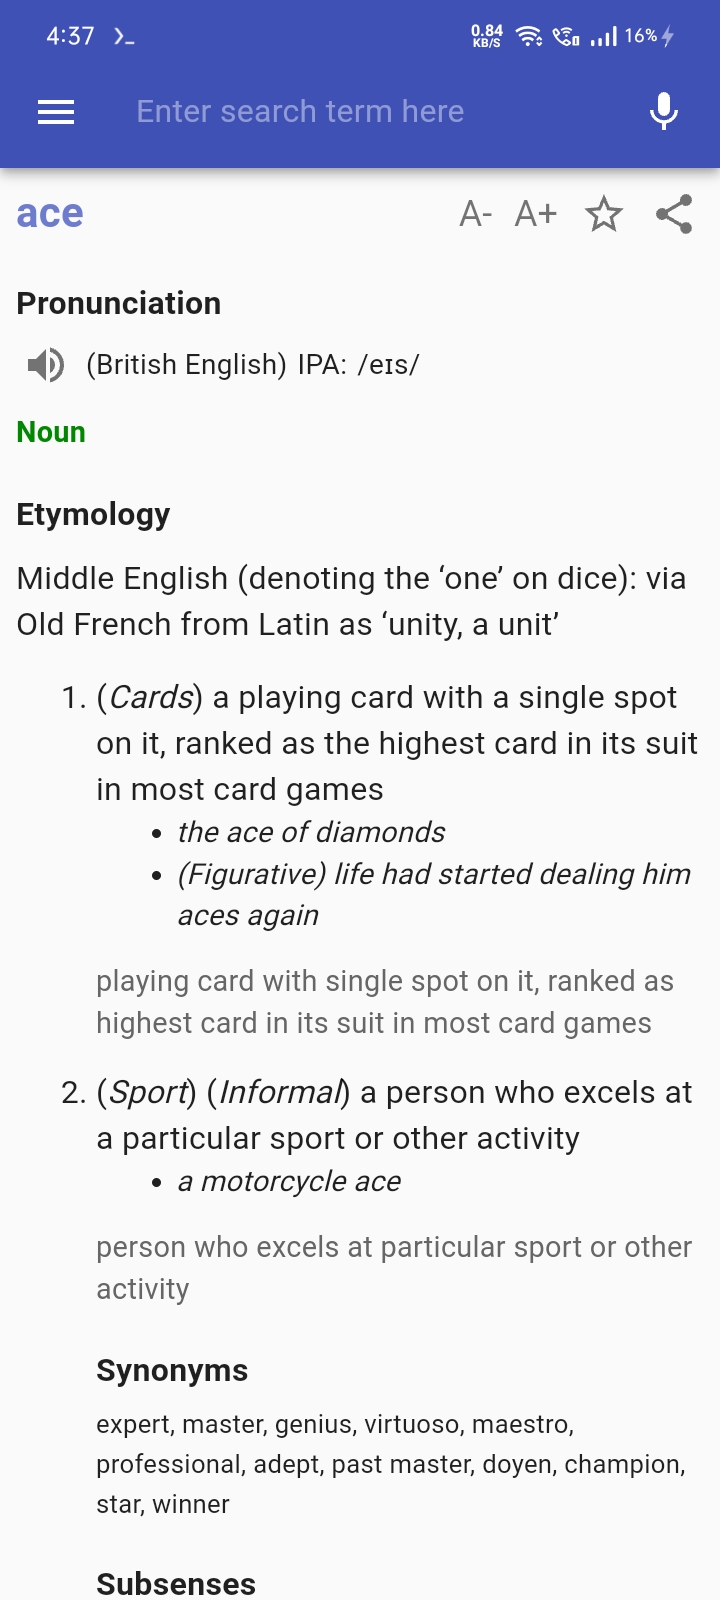 4:37
0.84
KB/S
16%
Enter search term here
ace
A- A+
Pronunciation
(British English) IPA: /eɪs/
Noun
Etymology
Middle English (denoting the ‘one’ on dice): via
Old French from Latin as ‘unity, a unit’
1. (Cards) a playing card with a single spot
on it, ranked as the highest card in its suit
in most card games
• the ace of diamonds
• (Figurative) life had started dealing him
aces again
playing card with single spot on it, ranked as
highest card in its suit in most card games
2. (Sport) (Informal) a person who excels at
a particular sport or other activity
• a motorcycle ace
person who excels at particular sport or other
activity
Synonyms
expert, master, genius, virtuoso, maestro,
professional, adept, past master, doyen, champion,
star, winner
Subsenses